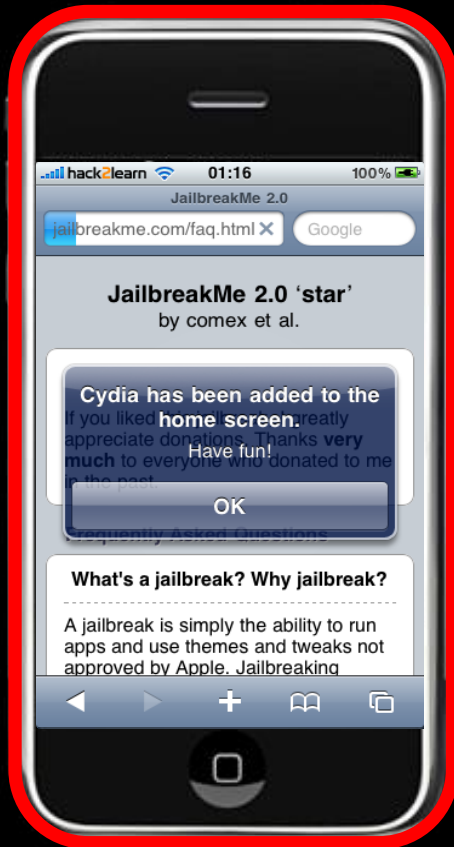 hack2learn 01:16 100%
JailbreakMe 2.0
jailbreakme.com/faq.html Google
JailbreakMe 2.0 ‘star’
by comex et al.
Cydia has been added to the
home screen.
Have fun!
OK
If you liked this jailbreak, greatly
appreciate donations. Thanks very
much to everyone who donated to me
in the past.
Frequently Asked Questions
What's a jailbreak? Why jailbreak?
A jailbreak is simply the ability to run
apps and use themes and tweaks not
approved by Apple. Jailbreaking